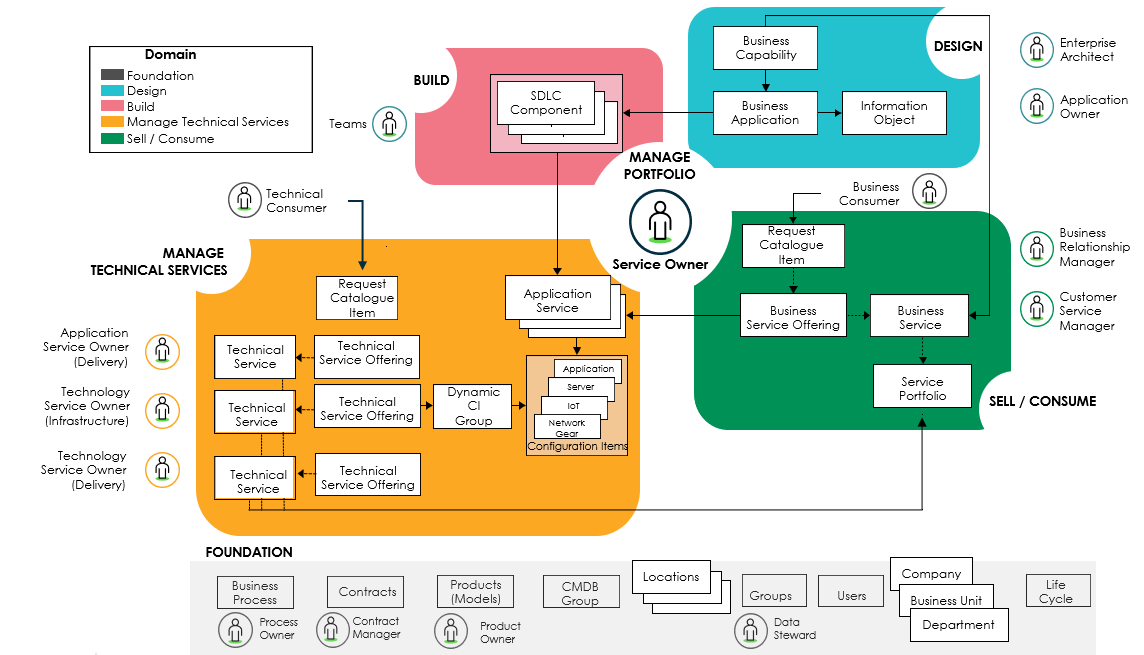 Domain
Foundation
Design
Build
Manage Technical Services
Sell / Consume
BUILD
SDLC
Component
Teams
DESIGN
Business
Capability
Business
Application
Information
Object
Enterprise
Architect
Application
Owner
MANAGE
PORTFOLIO
Service Owner
Technical
Consumer
Business
Consumer
MANAGE
TECHNICAL SERVICES
Request
Catalogue
Item
Application
Service
Technical
Service
Technical
Service Offering
Technical
Service
Technical
Service Offering
Dynamic
CI
Group
Application
Server
IoT
Network
Gear
Configuration Items
Technical
Service
Technical
Service Offering
Application
Service Owner
(Delivery)
Technology
Service Owner
(Infrastructure)
Technology
Service Owner
(Delivery)
Request
Catalogue
Item
Business
Service Offering
Business
Service
Service
Portfolio
SELL / CONSUME
Business
Relationship
Manager
Customer
Service
Manager
FOUNDATION
Business
Process
Contracts
Products
(Models)
CMDB
Group
Locations
Groups
Users
Company
Business Unit
Department
Life
Cycle
Process
Owner
Contract
Manager
Product
Owner
Data
Steward